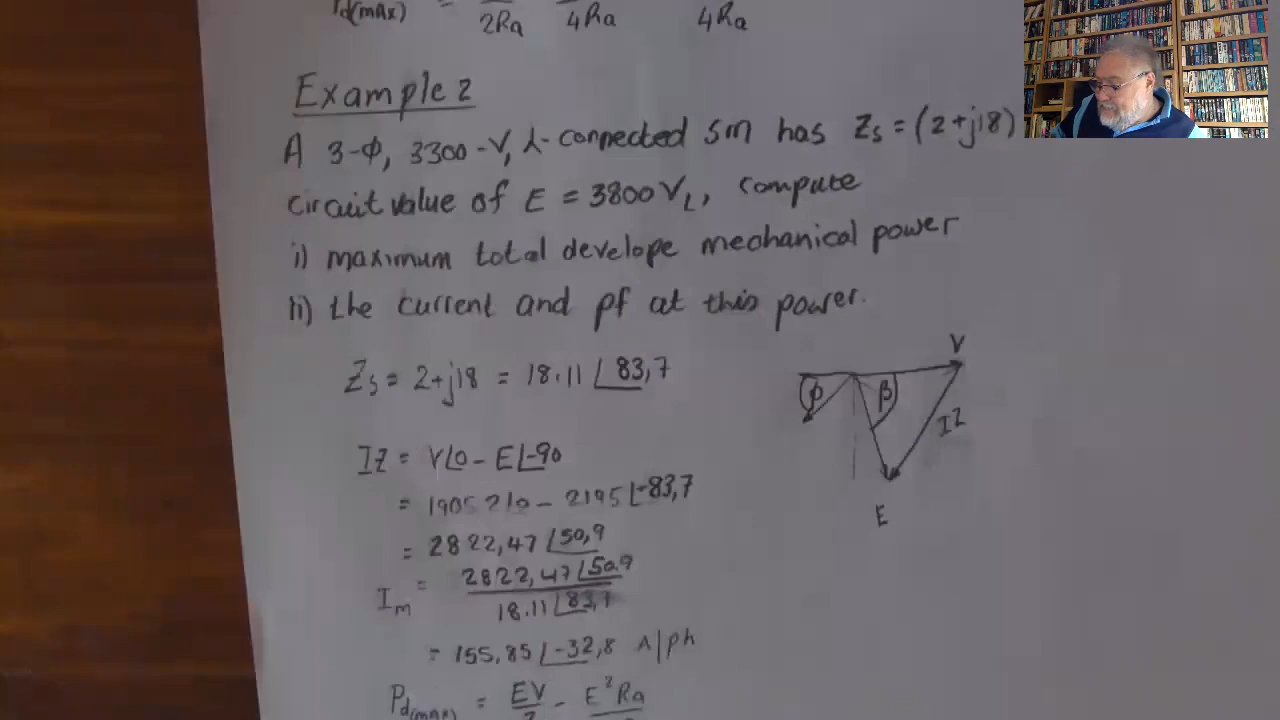 Pd(max) = 2Ra 4Ra 4Ra
Example 2
A 3-Φ, 3300-V, λ-connected SM has Zs = (2+j18)
circuit value of E = 3800 VL, compute
i) maximum total develope mechanical power
ii) the current and pf at this power.
Zs = 2+j18 = 18.11 ∠83,7
IZ = V∠0 - E∠-90
= 1905 ∠0 - 2195 ∠-83,7
= 2822,47 ∠50,9
Im = 2822,47 ∠50.9
18.11 ∠83,7
= 155,85 ∠-32,8 A/ph
Pd(max) = EV - E²Ra
V
φ
β
IZ
E